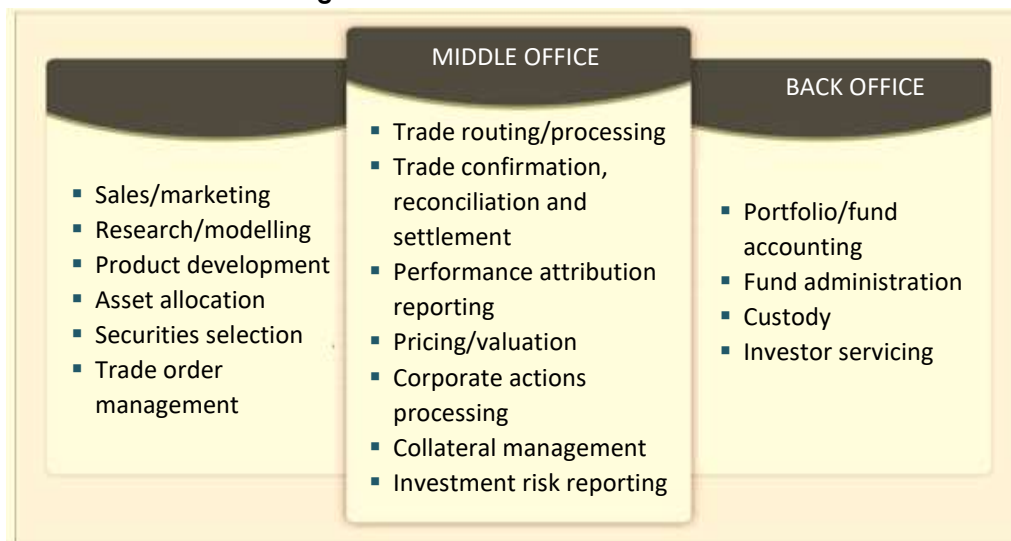 MIDDLE OFFICE
BACK OFFICE
▪ Sales/marketing
▪ Research/modelling
▪ Product development
▪ Asset allocation
▪ Securities selection
▪ Trade order
management
▪ Trade routing/processing
▪ Trade confirmation,
reconciliation and
settlement
▪ Performance attribution
reporting
▪ Pricing/valuation
▪ Corporate actions
processing
▪ Collateral management
▪ Investment risk reporting
▪ Portfolio/fund
accounting
▪ Fund administration
▪ Custody
▪ Investor servicing